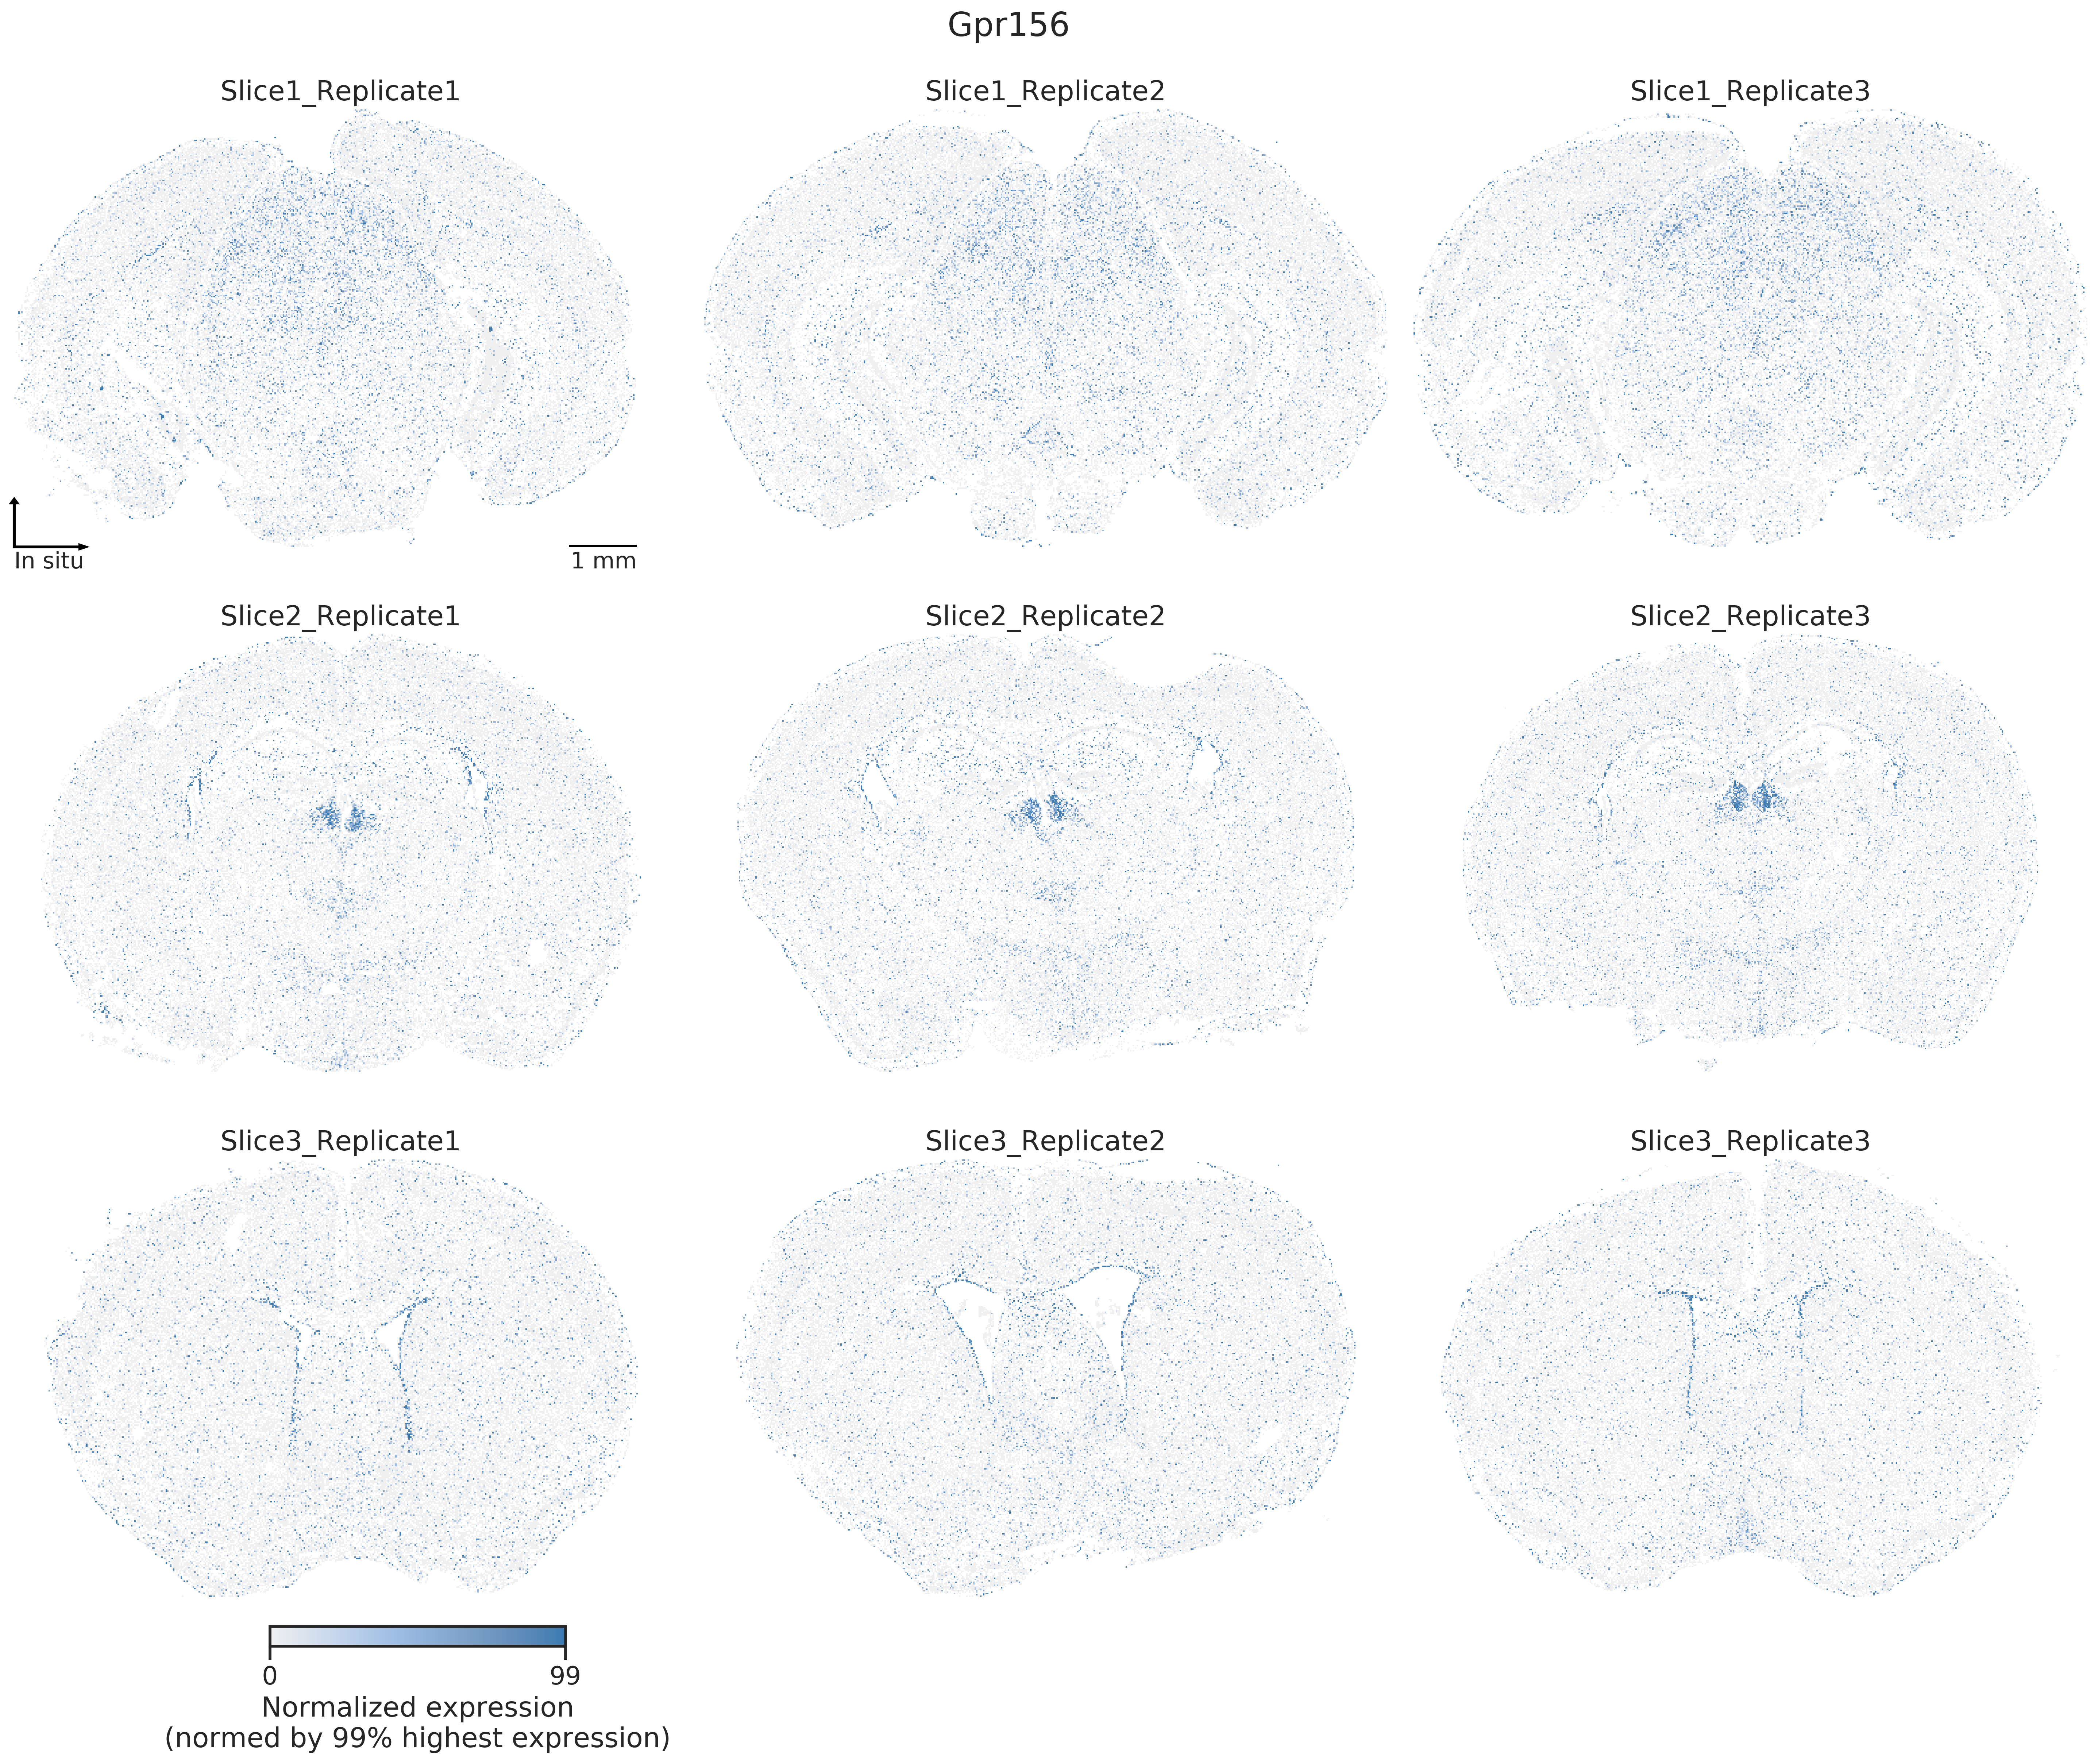 Gpr156
Slice1_Replicate1
Slice1_Replicate2
Slice1_Replicate3
In situ
1 mm
Slice2_Replicate1
Slice2_Replicate2
Slice2_Replicate3
Slice3_Replicate1
Slice3_Replicate2
Slice3_Replicate3
0
99
Normalized expression
(normed by 99% highest expression)